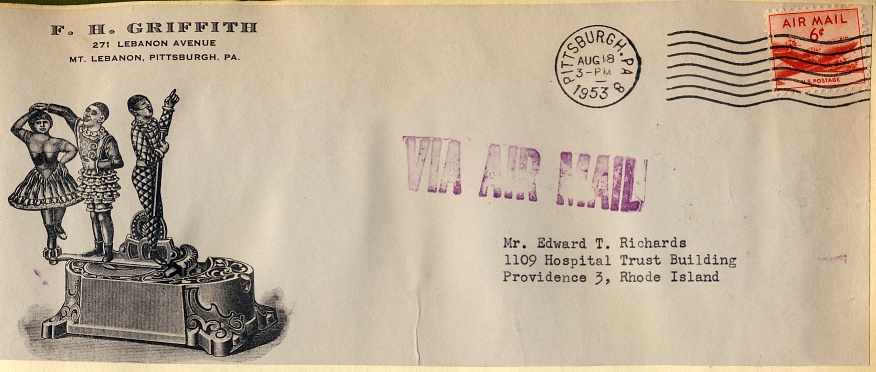 F. H. GRIFFITH
271 LEBANON AVENUE
MT. LEBANON, PITTSBURGH, PA.
PITTSBURGH, PA
AUG 18
3-PM
1953
8
AIR MAIL
6¢
U.S. POSTAGE
VIA AIR MAIL
Mr. Edward T. Richards
1109 Hospital Trust Building
Providence 3, Rhode Island